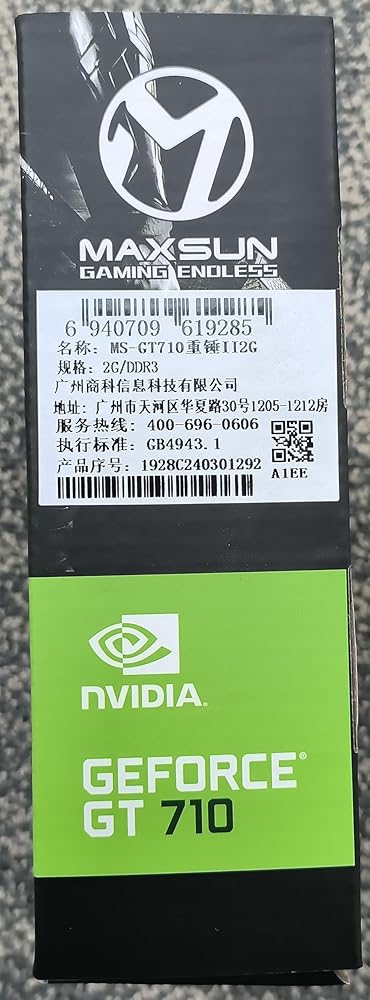 MAXSUN
GAMING ENDLESS
6 940709 619285
名称: MS-GT710重锤II2G
规格: 2G/DDR3
广州商科信息科技有限公司
地址: 广州市天河区华夏路30号1205-1212房
服务热线: 400-696-0606
执行标准: GB4943.1
产品序号: 1928C240301292
A1EE
NVIDIA.
GEFORCE®
GT 710